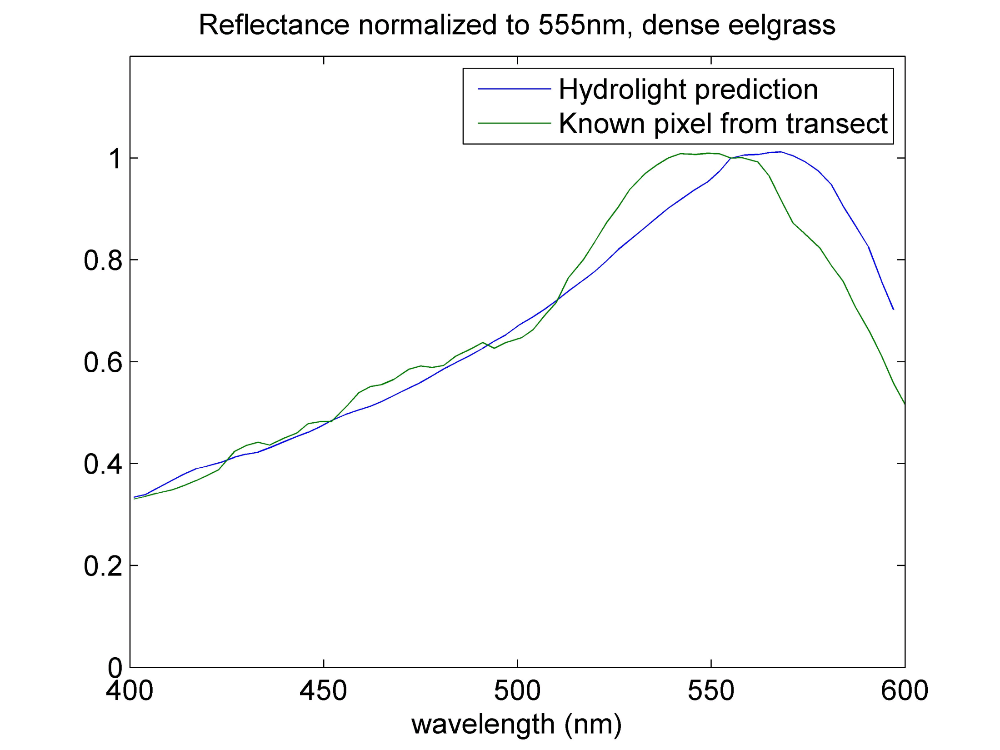 Reflectance normalized to 555nm, dense eelgrass
Hydrolight prediction
Known pixel from transect
1
0.8
0.6
0.4
0.2
0
400 450 500 550 600
wavelength (nm)